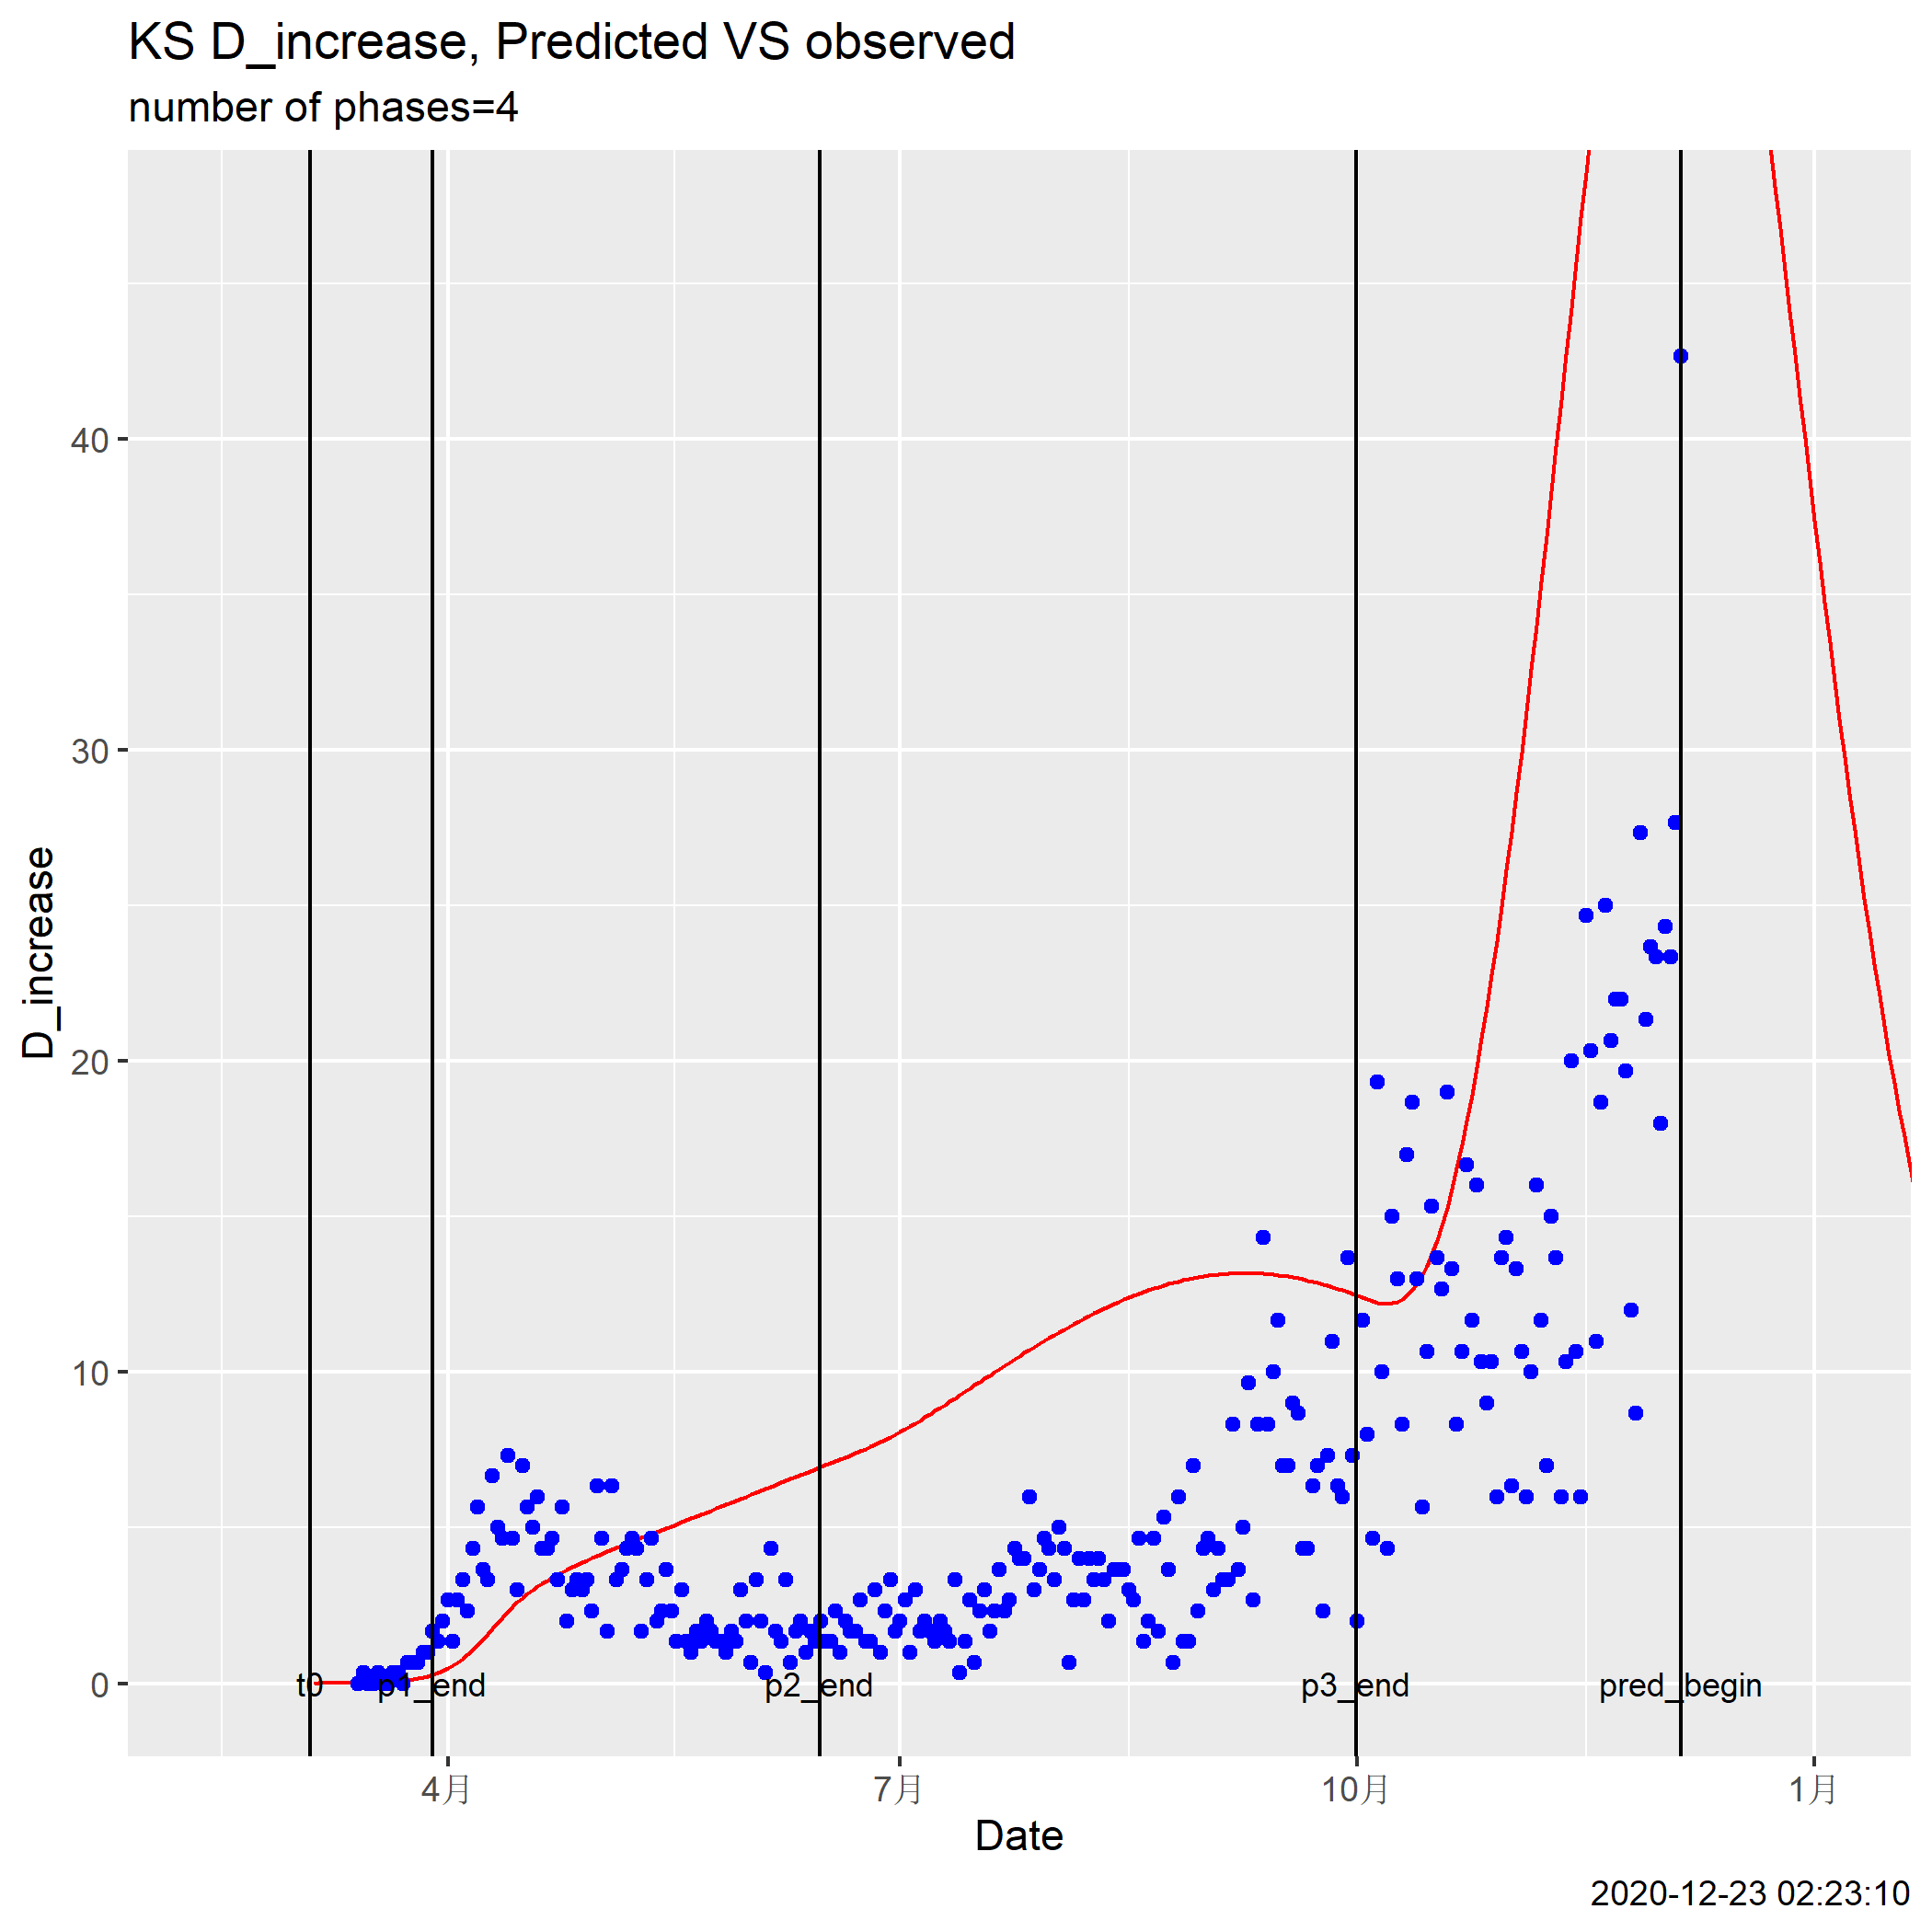 KS D_increase, Predicted VS observed
number of phases=4
D_increase
40
30
20
10
0
t0
p1_end
p2_end
p3_end
pred_begin
4月
7月
10月
1月
Date
2020-12-23 02:23:10